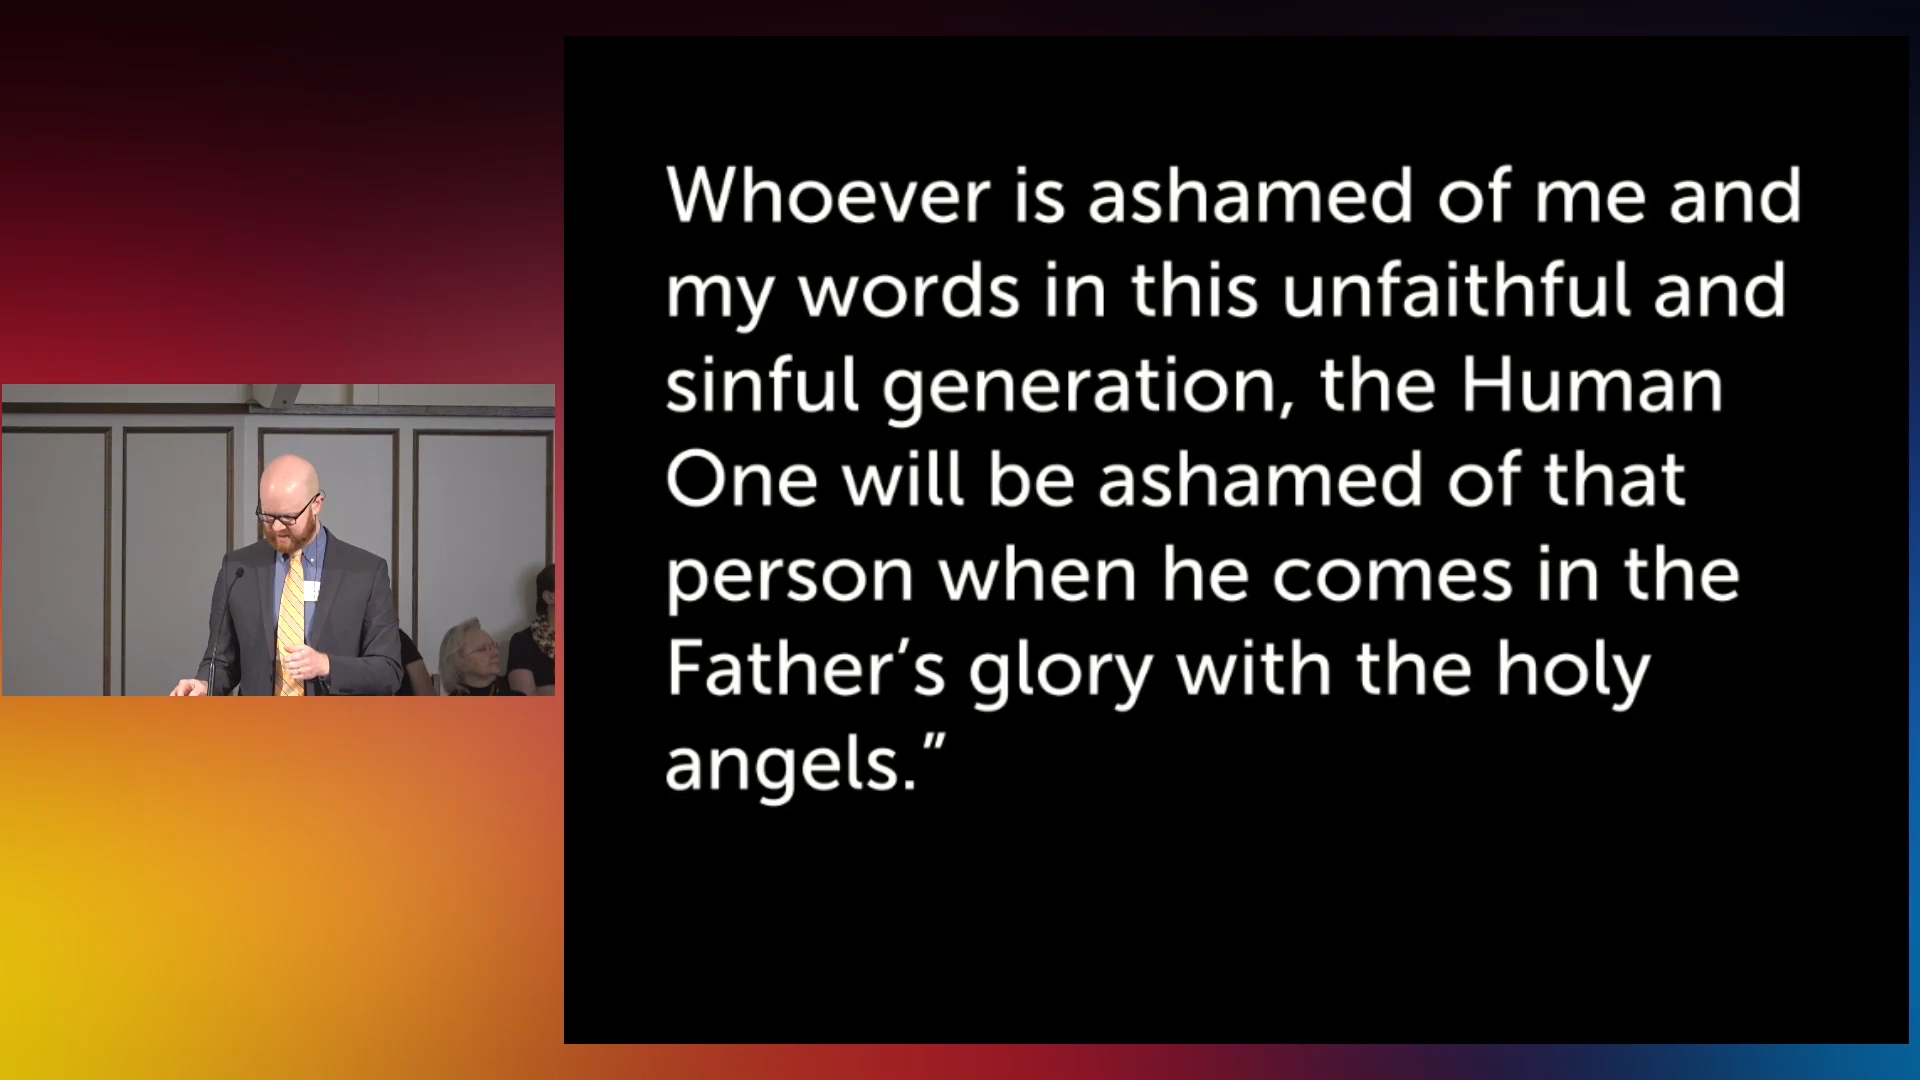 Whoever is ashamed of me and
my words in this unfaithful and
sinful generation, the Human
One will be ashamed of that
person when he comes in the
Father’s glory with the holy
angels.”